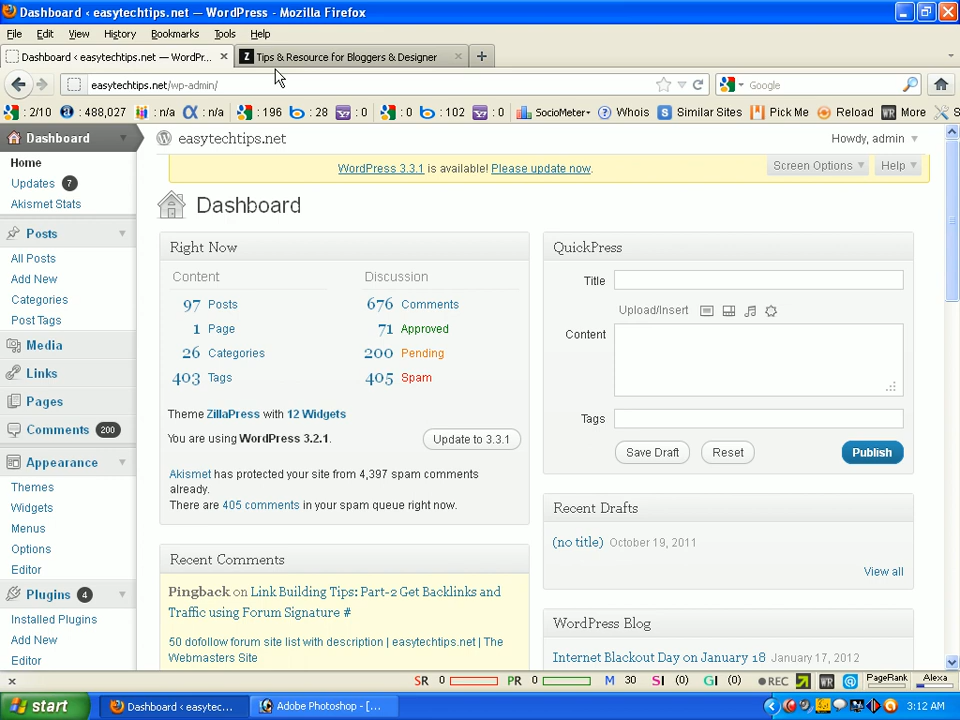 Dashboard ‹ easytechtips.net — WordPress - Mozilla Firefox
File Edit View History Bookmarks Tools Help
Dashboard ‹ easytechtips.net — WordPr... × Z Tips & Resource for Bloggers & Designer × +
easytechtips.net/wp-admin/ Google
: 2/10 : 488,027 : n/a : n/a : 196 : 28 : 0 : 0 : 102 : 0 SocioMeter Whois Similar Sites Pick Me Reload WR More
Dashboard
Home
Updates 7
Akismet Stats
Posts
All Posts
Add New
Categories
Post Tags
Media
Links
Pages
Comments 200
Appearance
Themes
Widgets
Menus
Options
Editor
Plugins 4
Installed Plugins
Add New
Editor
easytechtips.net
Howdy, admin
WordPress 3.3.1 is available! Please update now.
Screen Options Help
Dashboard
Right Now
Content Discussion
97 Posts 676 Comments
1 Page 71 Approved
26 Categories 200 Pending
403 Tags 405 Spam
Theme ZillaPress with 12 Widgets
You are using WordPress 3.2.1. Update to 3.3.1
Akismet has protected your site from 4,397 spam comments
already.
There are 405 comments in your spam queue right now.
Recent Comments
Pingback on Link Building Tips: Part-2 Get Backlinks and
Traffic using Forum Signature #
50 dofollow forum site list with description | easytechtips.net | The
Webmasters Site
QuickPress
Title
Upload/Insert
Content
Tags
Save Draft Reset Publish
Recent Drafts
(no title) October 19, 2011
View all
WordPress Blog
Internet Blackout Day on January 18 January 17, 2012
× SR 0 PR 0 M 30 SI (0) GI (0) REC WR @ PageRank Alexa
start Dashboard ‹ easytec... Adobe Photoshop - [... 3:12 AM